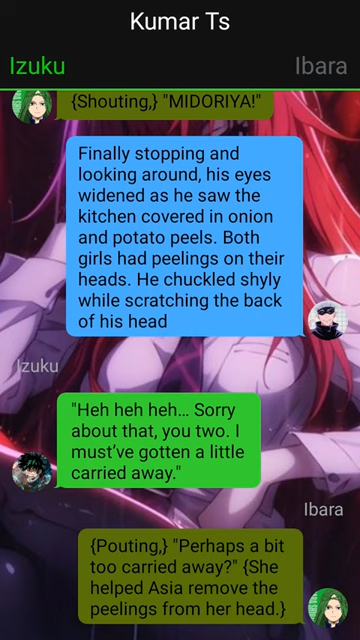 Kumar Ts
Izuku Ibara
{Shouting,} "MIDORIYA!"
Finally stopping and
looking around, his eyes
widened as he saw the
kitchen covered in onion
and potato peels. Both
girls had peelings on their
heads. He chuckled shyly
while scratching the back
of his head
Izuku
"Heh heh heh… Sorry
about that, you two. I
must’ve gotten a little
carried away."
Ibara
{Pouting,} "Perhaps a bit
too carried away?" {She
helped Asia remove the
peelings from her head.}